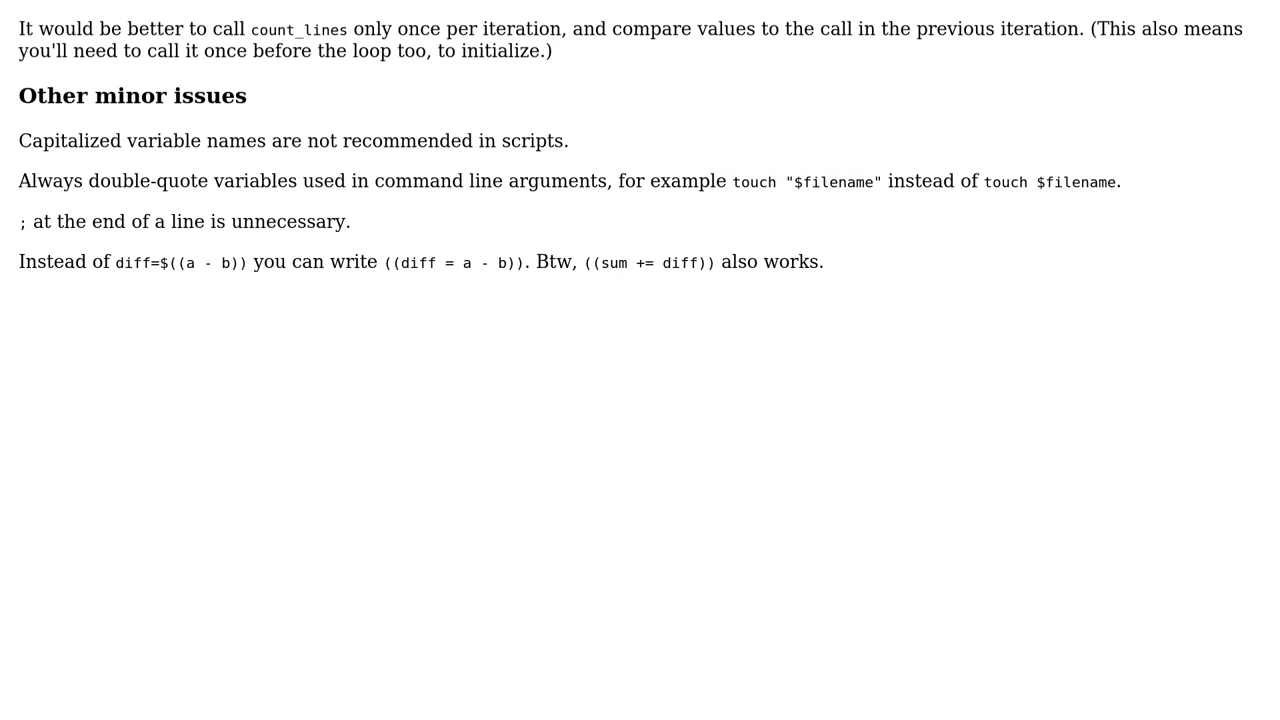 It would be better to call count_lines only once per iteration, and compare values to the call in the previous iteration. (This also means
you'll need to call it once before the loop too, to initialize.)
Other minor issues
Capitalized variable names are not recommended in scripts.
Always double-quote variables used in command line arguments, for example touch "$filename" instead of touch $filename.
; at the end of a line is unnecessary.
Instead of diff=$((a - b)) you can write ((diff = a - b)). Btw, ((sum += diff)) also works.